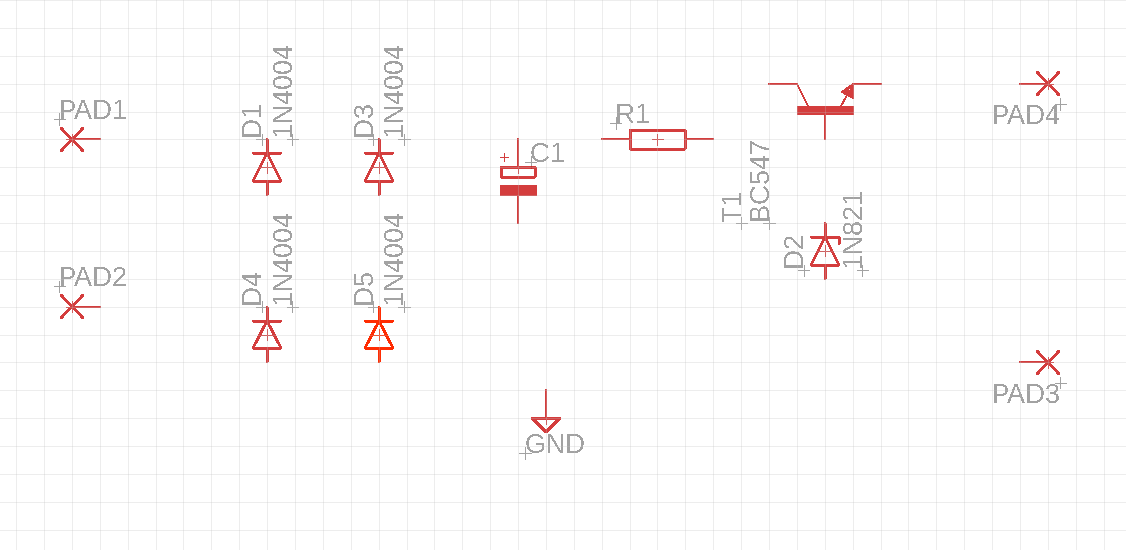 PAD1
D1
1N4004
D3
1N4004
+
C1
R1
T1
BC547
PAD4
PAD2
D4
1N4004
D5
1N4004
D2
1N821
PAD3
GND